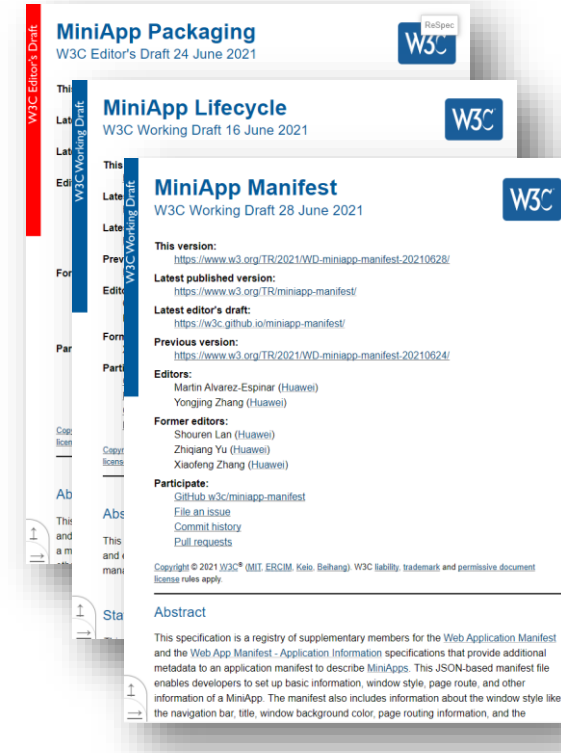 ReSpec
W3C Editor's Draft
MiniApp Packaging
W3C Editor's Draft 24 June 2021
W3C
W3C Working Draft
MiniApp Lifecycle
W3C Working Draft 16 June 2021
W3C
This
W3C Working Draft
MiniApp Manifest
W3C Working Draft 28 June 2021
W3C
This version:
https://www.w3.org/TR/2021/WD-miniapp-manifest-20210628/
Latest published version:
https://www.w3.org/TR/miniapp-manifest/
Latest editor's draft:
https://w3c.github.io/miniapp-manifest/
Previous version:
https://www.w3.org/TR/2021/WD-miniapp-manifest-20210624/
Editors:
Martin Alvarez-Espinar (Huawei)
Yongjing Zhang (Huawei)
Former editors:
Shouren Lan (Huawei)
Zhiqiang Yu (Huawei)
Xiaofeng Zhang (Huawei)
Participate:
GitHub w3c/miniapp-manifest
File an issue
Commit history
Pull requests
Copyright © 2021 W3C® (MIT, ERCIM, Keio, Beihang). W3C liability, trademark and permissive document
license rules apply.
Abstract
This specification is a registry of supplementary members for the Web Application Manifest
and the Web App Manifest - Application Information specifications that provide additional
metadata to an application manifest to describe MiniApps. This JSON-based manifest file
enables developers to set up basic information, window style, page route, and other
information of a MiniApp. The manifest also includes information about the window style like
the navigation bar, title, window background color, page routing information, and the